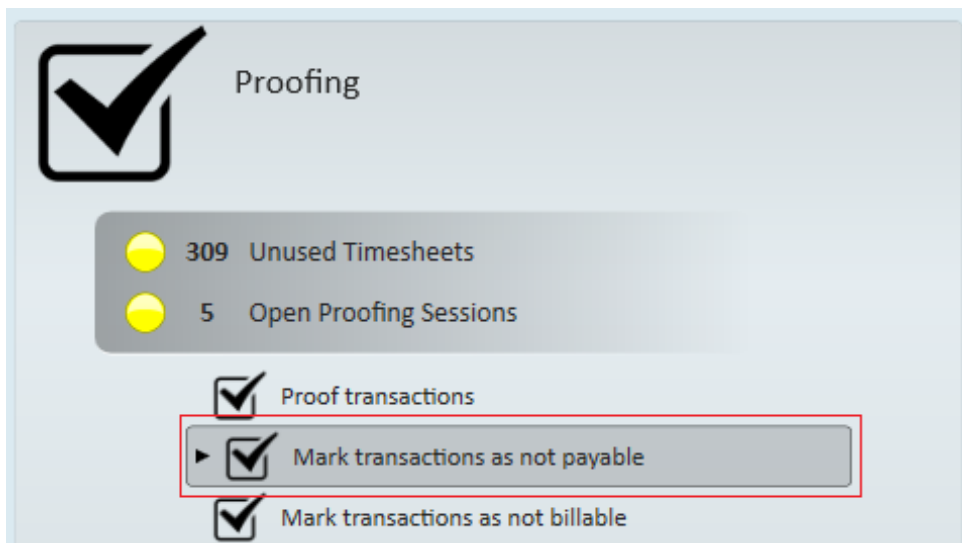 Proofing
309 Unused Timesheets
5 Open Proofing Sessions
Proof transactions
Mark transactions as not payable
Mark transactions as not billable